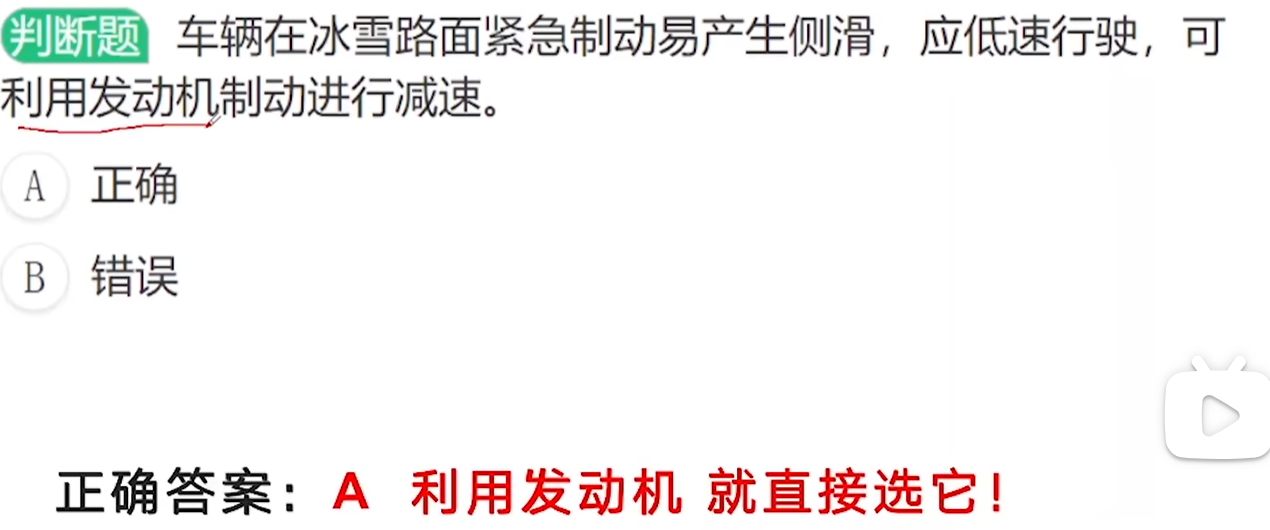 判断题 车辆在冰雪路面紧急制动易产生侧滑，应低速行驶，可
利用发动机制动进行减速。
A 正确
B 错误
正确答案：A 利用发动机 就直接选它！